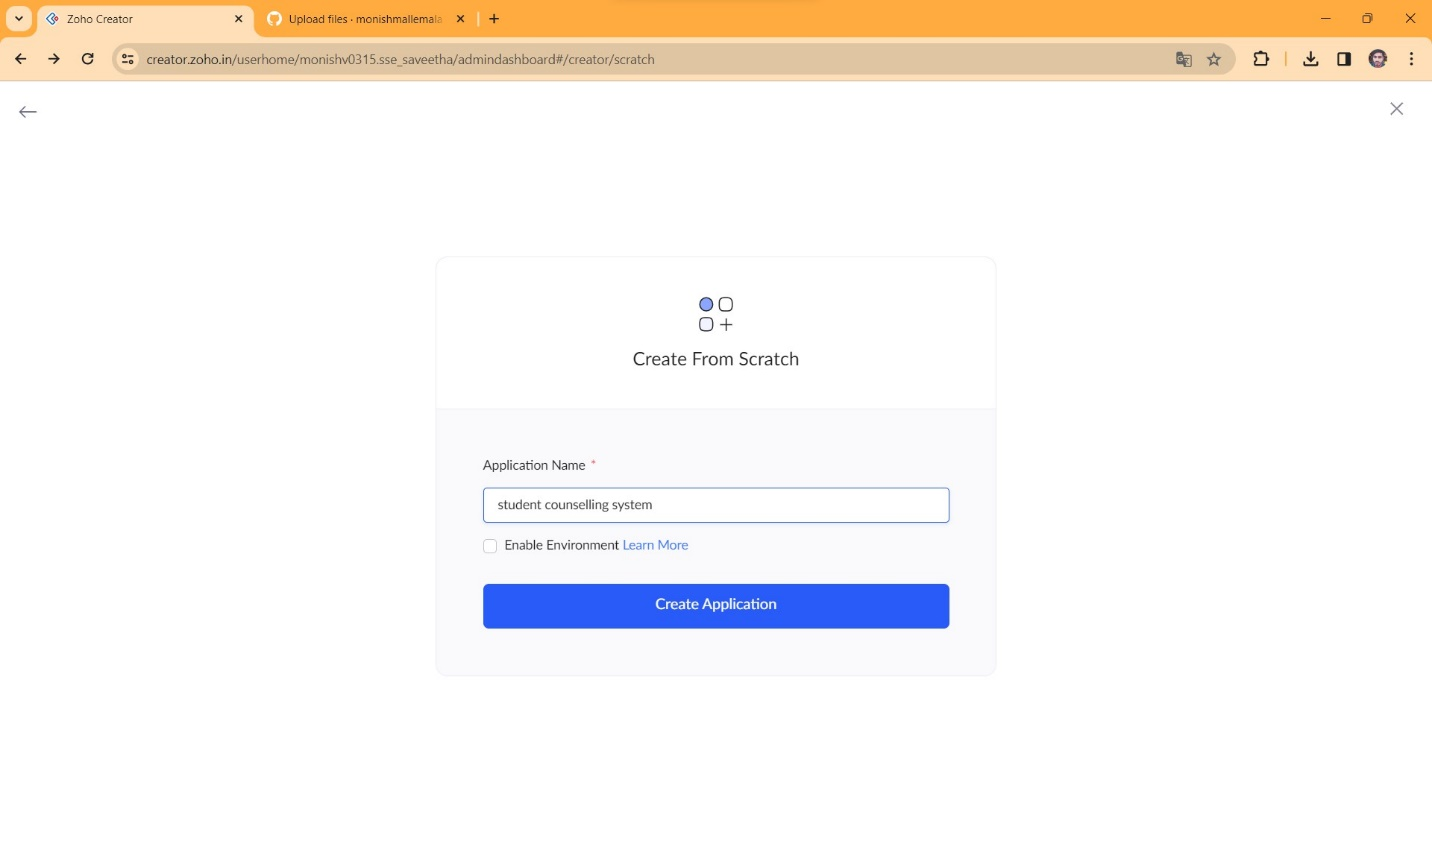 Zoho Creator
Upload files · monishmallemala
creator.zoho.in/userhome/monishv0315.sse_saveetha/admindashboard#/creator/scratch
Create From Scratch
Application Name *
student counselling system
Enable Environment Learn More
Create Application